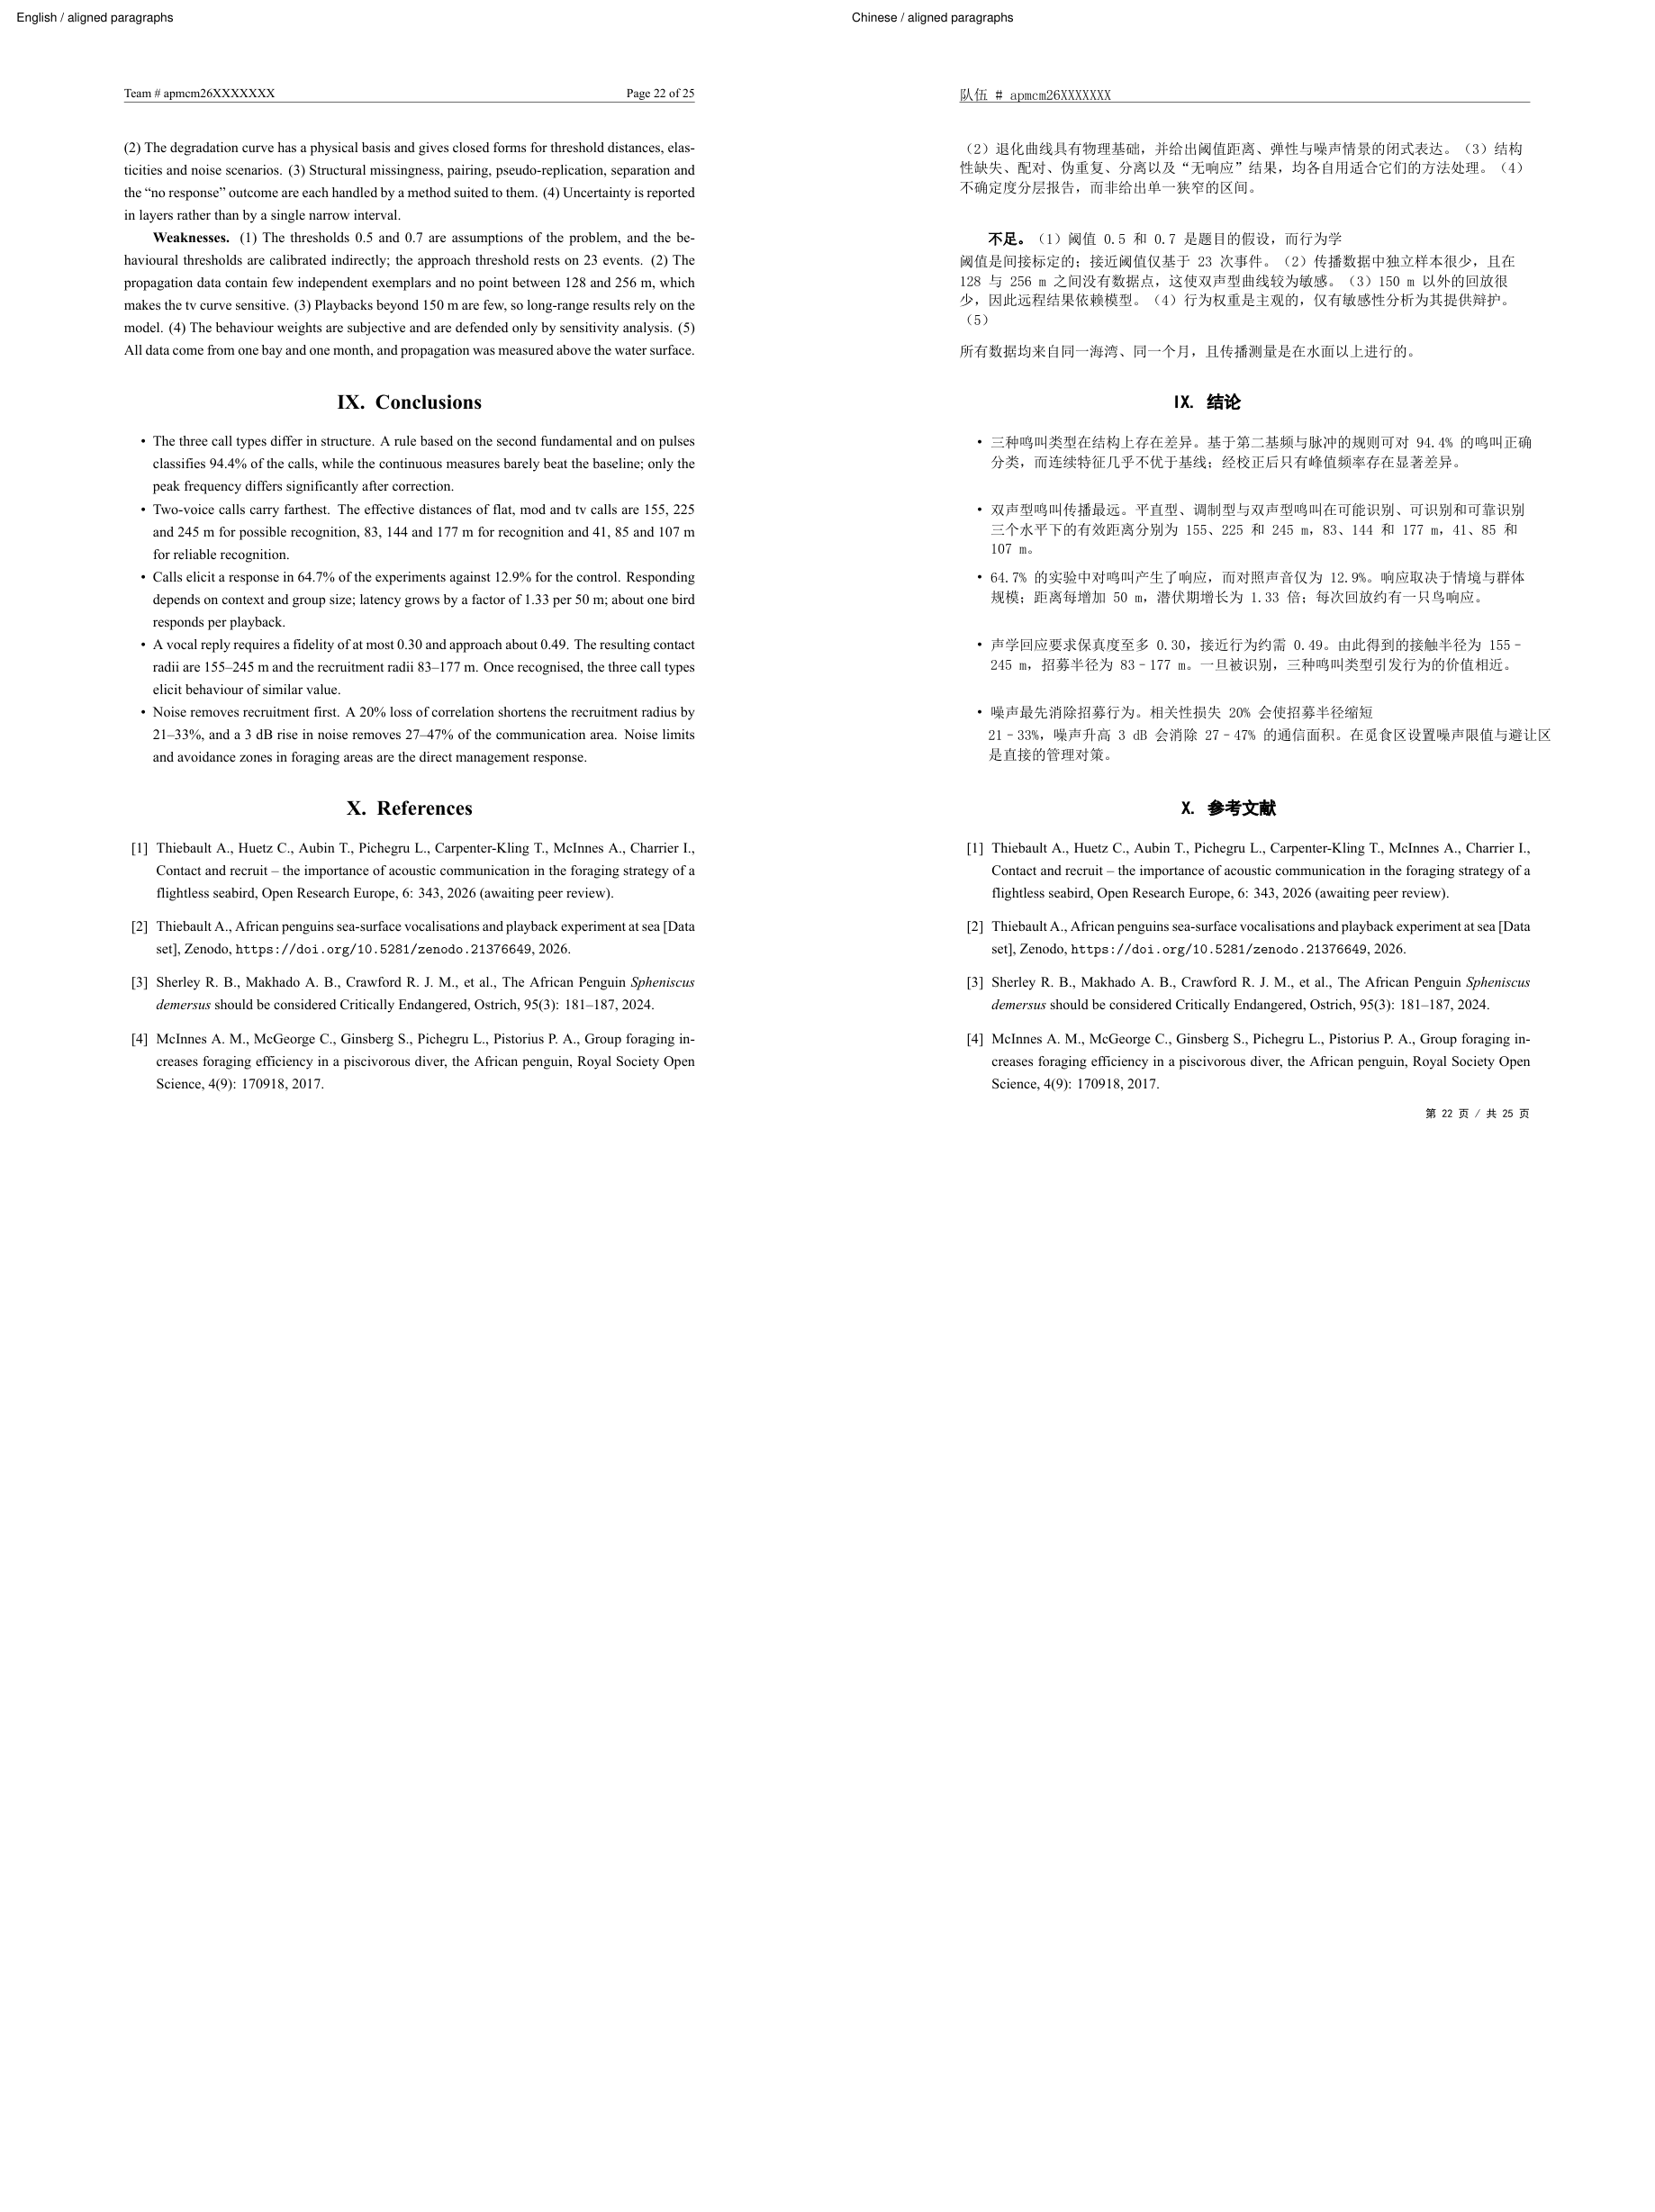 English / aligned paragraphs
Team # apmcm26XXXXXXX
Page 22 of 25
(2) The degradation curve has a physical basis and gives closed forms for threshold distances, elas-
ticities and noise scenarios. (3) Structural missingness, pairing, pseudo-replication, separation and
the “no response” outcome are each handled by a method suited to them. (4) Uncertainty is reported
in layers rather than by a single narrow interval.
Weaknesses. (1) The thresholds 0.5 and 0.7 are assumptions of the problem, and the be-
havioural thresholds are calibrated indirectly; the approach threshold rests on 23 events. (2) The
propagation data contain few independent exemplars and no point between 128 and 256 m, which
makes the tv curve sensitive. (3) Playbacks beyond 150 m are few, so long-range results rely on the
model. (4) The behaviour weights are subjective and are defended only by sensitivity analysis. (5)
All data come from one bay and one month, and propagation was measured above the water surface.
IX. Conclusions
• The three call types differ in structure. A rule based on the second fundamental and on pulses
classifies 94.4% of the calls, while the continuous measures barely beat the baseline; only the
peak frequency differs significantly after correction.
• Two-voice calls carry farthest. The effective distances of flat, mod and tv calls are 155, 225
and 245 m for possible recognition, 83, 144 and 177 m for recognition and 41, 85 and 107 m
for reliable recognition.
• Calls elicit a response in 64.7% of the experiments against 12.9% for the control. Responding
depends on context and group size; latency grows by a factor of 1.33 per 50 m; about one bird
responds per playback.
• A vocal reply requires a fidelity of at most 0.30 and approach about 0.49. The resulting contact
radii are 155–245 m and the recruitment radii 83–177 m. Once recognised, the three call types
elicit behaviour of similar value.
• Noise removes recruitment first. A 20% loss of correlation shortens the recruitment radius by
21–33%, and a 3 dB rise in noise removes 27–47% of the communication area. Noise limits
and avoidance zones in foraging areas are the direct management response.
X. References
[1] Thiebault A., Huetz C., Aubin T., Pichegru L., Carpenter-Kling T., McInnes A., Charrier I.,
Contact and recruit – the importance of acoustic communication in the foraging strategy of a
flightless seabird, Open Research Europe, 6: 343, 2026 (awaiting peer review).
[2] Thiebault A., African penguins sea-surface vocalisations and playback experiment at sea [Data
set], Zenodo, https://doi.org/10.5281/zenodo.21376649, 2026.
[3] Sherley R. B., Makhado A. B., Crawford R. J. M., et al., The African Penguin Spheniscus
demersus should be considered Critically Endangered, Ostrich, 95(3): 181–187, 2024.
[4] McInnes A. M., McGeorge C., Ginsberg S., Pichegru L., Pistorius P. A., Group foraging in-
creases foraging efficiency in a piscivorous diver, the African penguin, Royal Society Open
Science, 4(9): 170918, 2017.
Chinese / aligned paragraphs
队伍 # apmcm26XXXXXXX
（2）退化曲线具有物理基础，并给出阈值距离、弹性与噪声情景的闭式表达。（3）结构
性缺失、配对、伪重复、分离以及“无响应”结果，均各自用适合它们的方法处理。（4）
不确定度分层报告，而非给出单一狭窄的区间。
不足。（1）阈值 0.5 和 0.7 是题目的假设，而行为学
阈值是间接标定的；接近阈值仅基于 23 次事件。（2）传播数据中独立样本很少，且在
128 与 256 m 之间没有数据点，这使双声型曲线较为敏感。（3）150 m 以外的回放很
少，因此远程结果依赖模型。（4）行为权重是主观的，仅有敏感性分析为其提供辩护。
（5）
所有数据均来自同一海湾、同一个月，且传播测量是在水面以上进行的。
IX. 结论
• 三种鸣叫类型在结构上存在差异。基于第二基频与脉冲的规则可对 94.4% 的鸣叫正确
分类，而连续特征几乎不优于基线；经校正后只有峰值频率存在显著差异。
• 双声型鸣叫传播最远。平直型、调制型与双声型鸣叫在可能识别、可识别和可靠识别
三个水平下的有效距离分别为 155、225 和 245 m，83、144 和 177 m，41、85 和
107 m。
• 64.7% 的实验中对鸣叫产生了响应，而对照声音仅为 12.9%。响应取决于情境与群体
规模；距离每增加 50 m，潜伏期增长为 1.33 倍；每次回放约有一只鸟响应。
• 声学回应要求保真度至多 0.30，接近行为约需 0.49。由此得到的接触半径为 155–
245 m，招募半径为 83–177 m。一旦被识别，三种鸣叫类型引发行为的价值相近。
• 噪声最先消除招募行为。相关性损失 20% 会使招募半径缩短
21–33%，噪声升高 3 dB 会消除 27–47% 的通信面积。在觅食区设置噪声限值与避让区
是直接的管理对策。
X. 参考文献
[1] Thiebault A., Huetz C., Aubin T., Pichegru L., Carpenter-Kling T., McInnes A., Charrier I.,
Contact and recruit – the importance of acoustic communication in the foraging strategy of a
flightless seabird, Open Research Europe, 6: 343, 2026 (awaiting peer review).
[2] Thiebault A., African penguins sea-surface vocalisations and playback experiment at sea [Data
set], Zenodo, https://doi.org/10.5281/zenodo.21376649, 2026.
[3] Sherley R. B., Makhado A. B., Crawford R. J. M., et al., The African Penguin Spheniscus
demersus should be considered Critically Endangered, Ostrich, 95(3): 181–187, 2024.
[4] McInnes A. M., McGeorge C., Ginsberg S., Pichegru L., Pistorius P. A., Group foraging in-
creases foraging efficiency in a piscivorous diver, the African penguin, Royal Society Open
Science, 4(9): 170918, 2017.
第 22 页 / 共 25 页